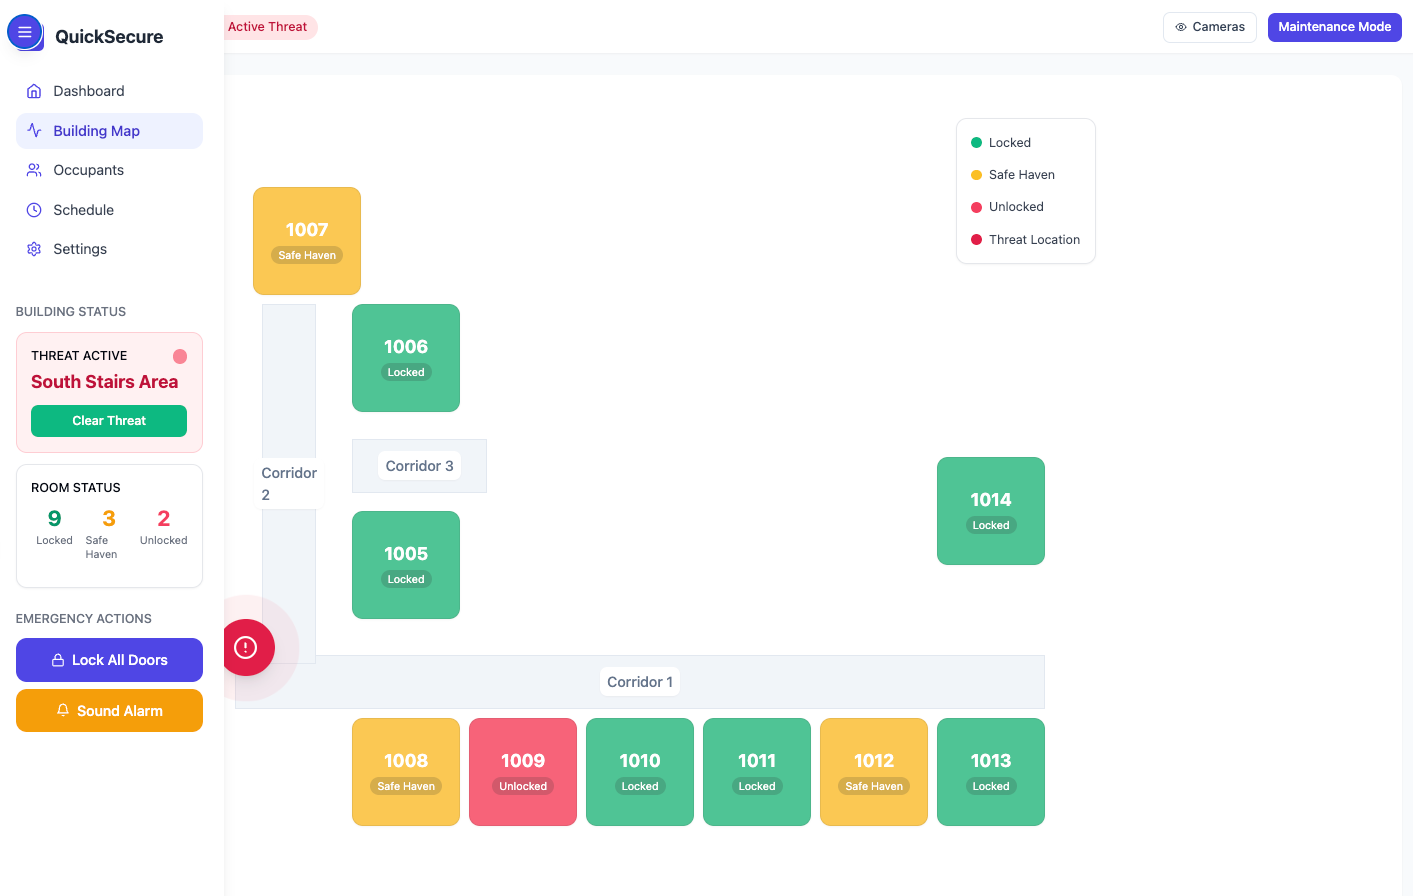 QuickSecure
Active Threat
Cameras
Maintenance Mode
Dashboard
Building Map
Occupants
Schedule
Settings
BUILDING STATUS
THREAT ACTIVE
South Stairs Area
Clear Threat
ROOM STATUS
9
Locked
3
Safe
Haven
2
Unlocked
EMERGENCY ACTIONS
Lock All Doors
Sound Alarm
Locked
Safe Haven
Unlocked
Threat Location
1007
Safe Haven
1006
Locked
Corridor
2
Corridor 3
1005
Locked
1014
Locked
Corridor 1
1008
Safe Haven
1009
Unlocked
1010
Locked
1011
Locked
1012
Safe Haven
1013
Locked